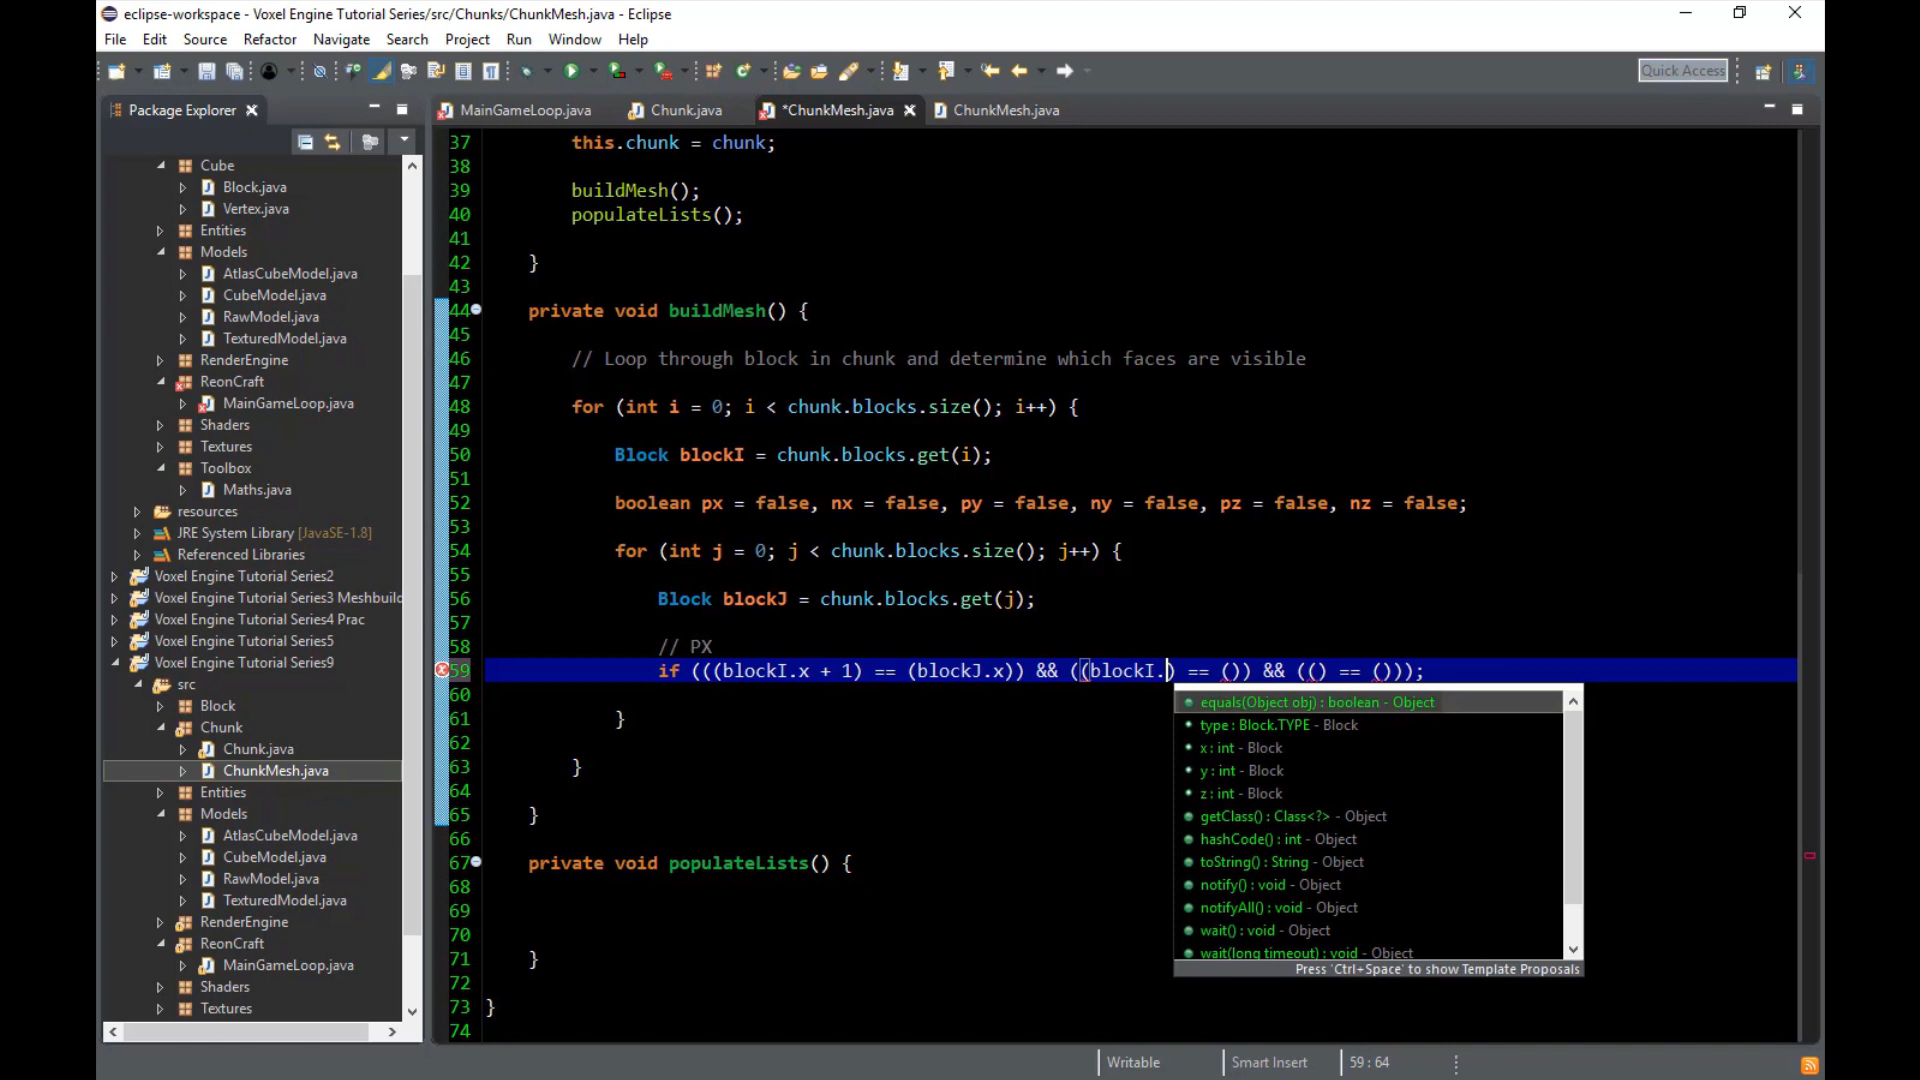 eclipse-workspace - Voxel Engine Tutorial Series/src/Chunks/ChunkMesh.java - Eclipse
File Edit Source Refactor Navigate Search Project Run Window Help
Quick Access
Package Explorer
Cube
Block.java
Vertex.java
Entities
Models
AtlasCubeModel.java
CubeModel.java
RawModel.java
TexturedModel.java
RenderEngine
ReonCraft
MainGameLoop.java
Shaders
Textures
Toolbox
Maths.java
resources
JRE System Library [JavaSE-1.8]
Referenced Libraries
Voxel Engine Tutorial Series2
Voxel Engine Tutorial Series3 Meshbuild
Voxel Engine Tutorial Series4 Prac
Voxel Engine Tutorial Series5
Voxel Engine Tutorial Series9
src
Block
Chunk
Chunk.java
ChunkMesh.java
Entities
Models
AtlasCubeModel.java
CubeModel.java
RawModel.java
TexturedModel.java
RenderEngine
ReonCraft
MainGameLoop.java
Shaders
Textures
MainGameLoop.java Chunk.java *ChunkMesh.java ChunkMesh.java
37 this.chunk = chunk;
38
39 buildMesh();
40 populateLists();
41
42 }
43
44 private void buildMesh() {
45
46 // Loop through block in chunk and determine which faces are visible
47
48 for (int i = 0; i < chunk.blocks.size(); i++) {
49
50 Block blockI = chunk.blocks.get(i);
51
52 boolean px = false, nx = false, py = false, ny = false, pz = false, nz = false;
53
54 for (int j = 0; j < chunk.blocks.size(); j++) {
55
56 Block blockJ = chunk.blocks.get(j);
57
58 // PX
59 if (((blockI.x + 1) == (blockJ.x)) && ((blockI.) == ()) && (() == ()));
60
61 }
62
63 }
64
65 }
66
67 private void populateLists() {
68
69
70
71 }
72
73 }
74
equals(Object obj) : boolean - Object
type : Block.TYPE - Block
x : int - Block
y : int - Block
z : int - Block
getClass() : Class<?> - Object
hashCode() : int - Object
toString() : String - Object
notify() : void - Object
notifyAll() : void - Object
wait() : void - Object
wait(long timeout) : void - Object
Press 'Ctrl+Space' to show Template Proposals
Writable Smart Insert 59 : 64